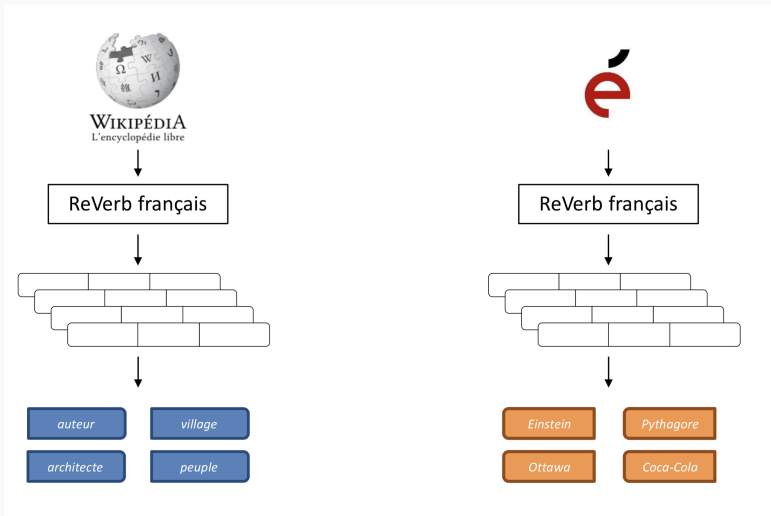 WIKIPÉDIA
L'encyclopédie libre
é
ReVerb français
ReVerb français
auteur
village
architecte
peuple
Einstein
Pythagore
Ottawa
Coca-Cola